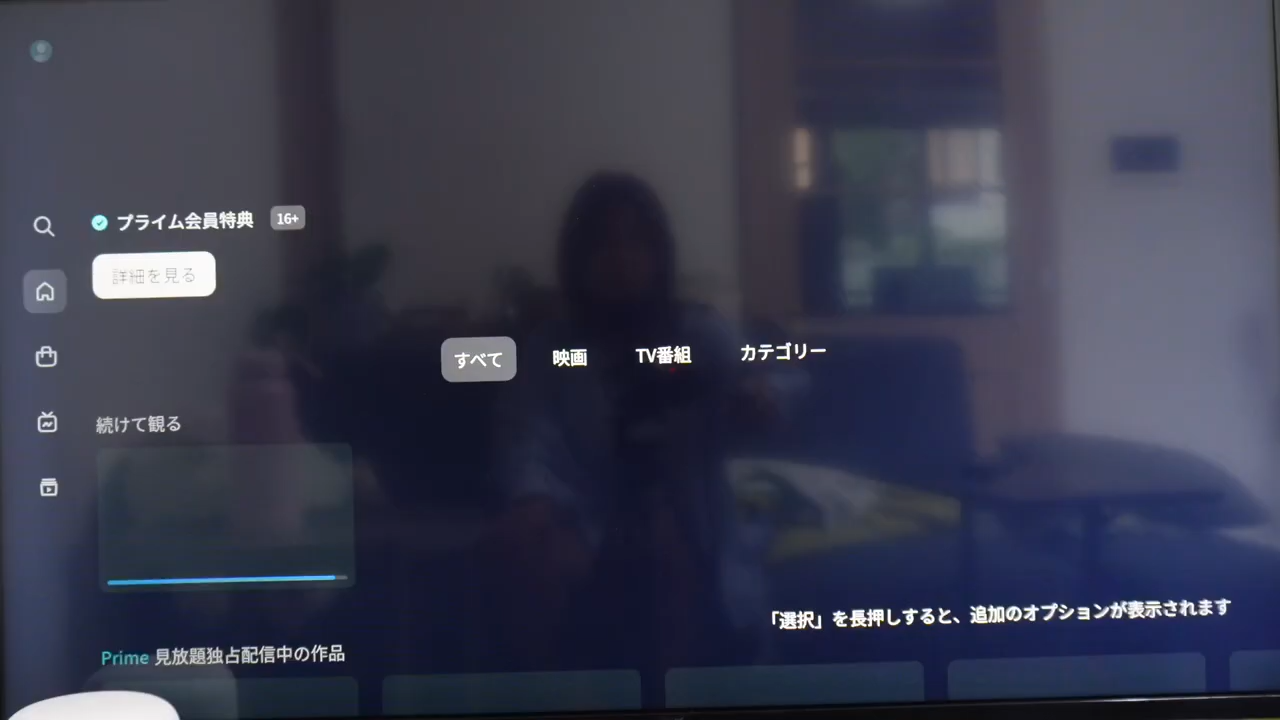 プライム会員特典 16+
詳細を見る
すべて 映画 TV番組 カテゴリー
続けて観る
「選択」を長押しすると、追加のオプションが表示されます
Prime 見放題独占配信中の作品